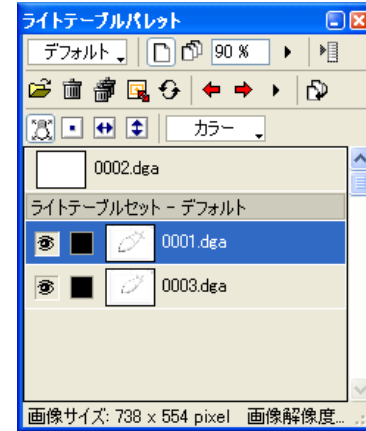 ライトテーブルパレット
デフォルト 90 %
カラー
0002.dga
ライトテーブルセット - デフォルト
0001.dga
0003.dga
画像サイズ: 738 x 554 pixel 画像解像度...